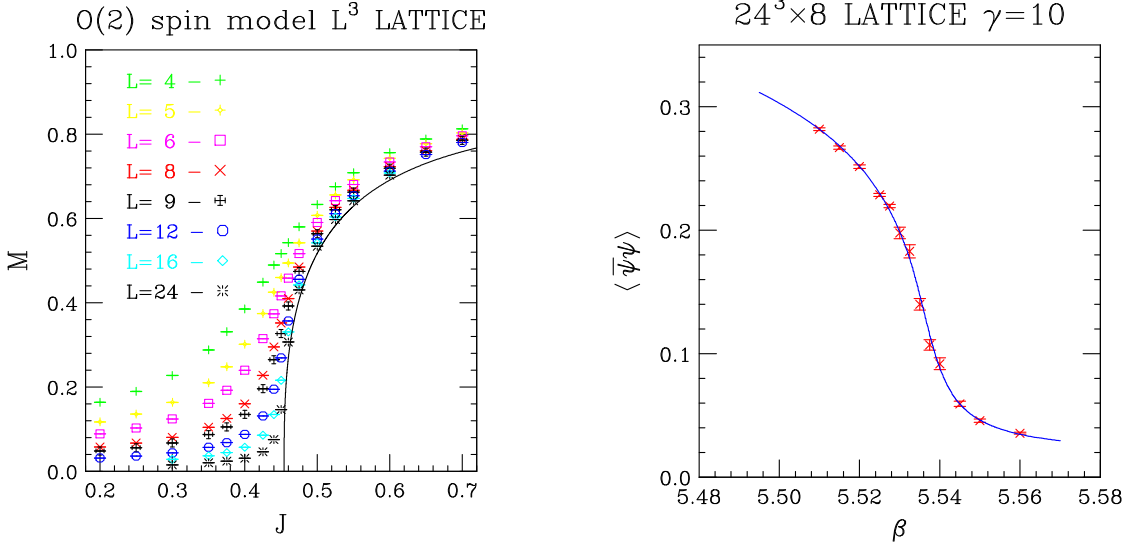 O(2) spin model L³ LATTICE
1.0
0.8
0.6
0.4
0.2
0.0
M
L= 4 –
L= 5 –
L= 6 –
L= 8 –
L= 9 –
L=12 –
L=16 –
L=24 –
0.2 0.3 0.4 0.5 0.6 0.7
J
24³×8 LATTICE γ=10
0.3
0.2
0.1
0.0
⟨ψ̄ψ⟩
5.48 5.50 5.52 5.54 5.56 5.58
β